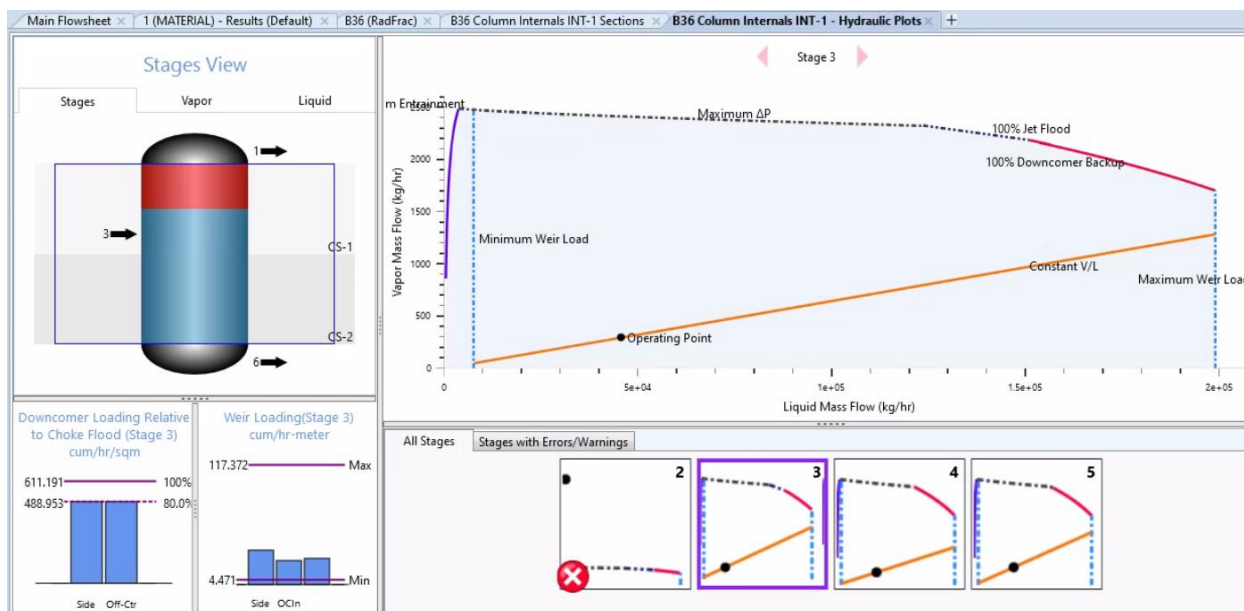 Main Flowsheet
1 (MATERIAL) - Results (Default)
B36 (RadFrac)
B36 Column Internals INT-1 Sections
B36 Column Internals INT-1 - Hydraulic Plots
Stages View
Stages Vapor Liquid
1
3
CS-1
CS-2
6
Stage 3
m Entrainment
Maximum ΔP
100% Jet Flood
100% Downcomer Backup
Minimum Weir Load
Constant V/L
Maximum Weir Load
Operating Point
Vapor Mass Flow (kg/hr)
2500
2000
1500
1000
500
0
0 5e+04 1e+05 1.5e+05 2e+05
Liquid Mass Flow (kg/hr)
Downcomer Loading Relative
to Choke Flood (Stage 3)
cum/hr/sqm
611.191 100%
488.953 80.0%
Side Off-Ctr
Weir Loading(Stage 3)
cum/hr-meter
117.372 Max
4.471 Min
Side OCIn
All Stages Stages with Errors/Warnings
2 3 4 5